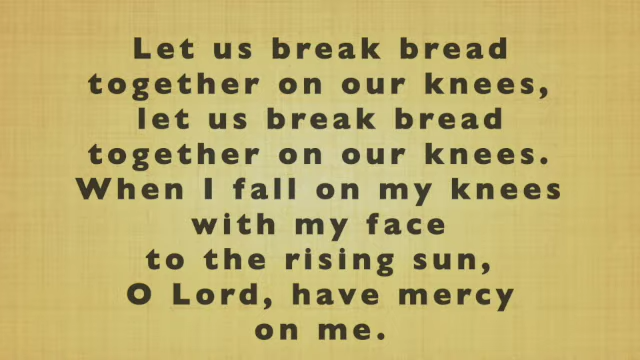 Let us break bread
together on our knees,
let us break bread
together on our knees.
When I fall on my knees
with my face
to the rising sun,
O Lord, have mercy
on me.